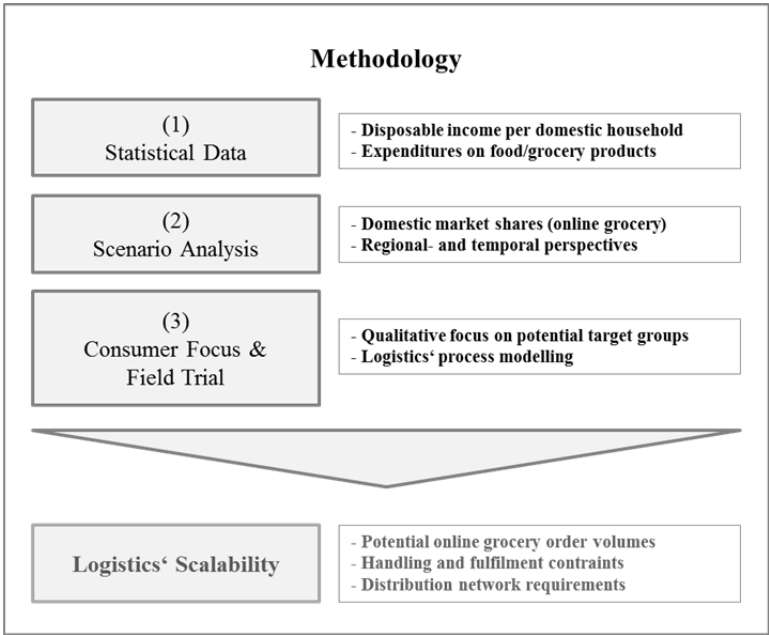 Methodology
(1)
Statistical Data
- Disposable income per domestic household
- Expenditures on food/grocery products
(2)
Scenario Analysis
- Domestic market shares (online grocery)
- Regional- and temporal perspectives
(3)
Consumer Focus &
Field Trial
- Qualitative focus on potential target groups
- Logistics‘ process modelling
Logistics‘ Scalability
- Potential online grocery order volumes
- Handling and fulfilment contraints
- Distribution network requirements